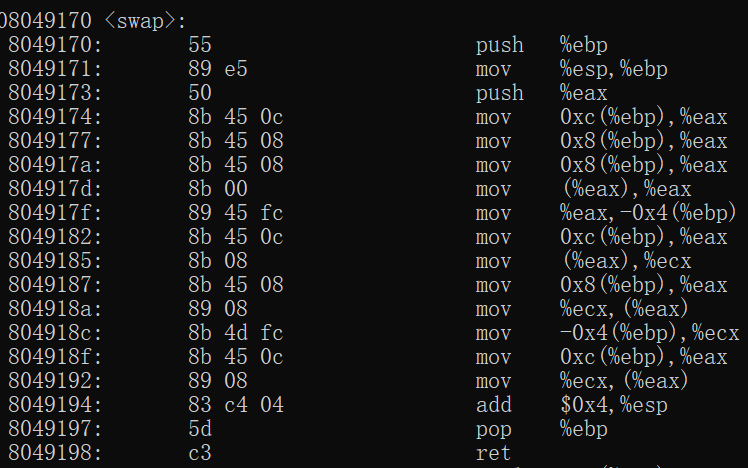 08049170 <swap>:
8049170: 55 push %ebp
8049171: 89 e5 mov %esp,%ebp
8049173: 50 push %eax
8049174: 8b 45 0c mov 0xc(%ebp),%eax
8049177: 8b 45 08 mov 0x8(%ebp),%eax
804917a: 8b 45 08 mov 0x8(%ebp),%eax
804917d: 8b 00 mov (%eax),%eax
804917f: 89 45 fc mov %eax,-0x4(%ebp)
8049182: 8b 45 0c mov 0xc(%ebp),%eax
8049185: 8b 08 mov (%eax),%ecx
8049187: 8b 45 08 mov 0x8(%ebp),%eax
804918a: 89 08 mov %ecx,(%eax)
804918c: 8b 4d fc mov -0x4(%ebp),%ecx
804918f: 8b 45 0c mov 0xc(%ebp),%eax
8049192: 89 08 mov %ecx,(%eax)
8049194: 83 c4 04 add $0x4,%esp
8049197: 5d pop %ebp
8049198: c3 ret